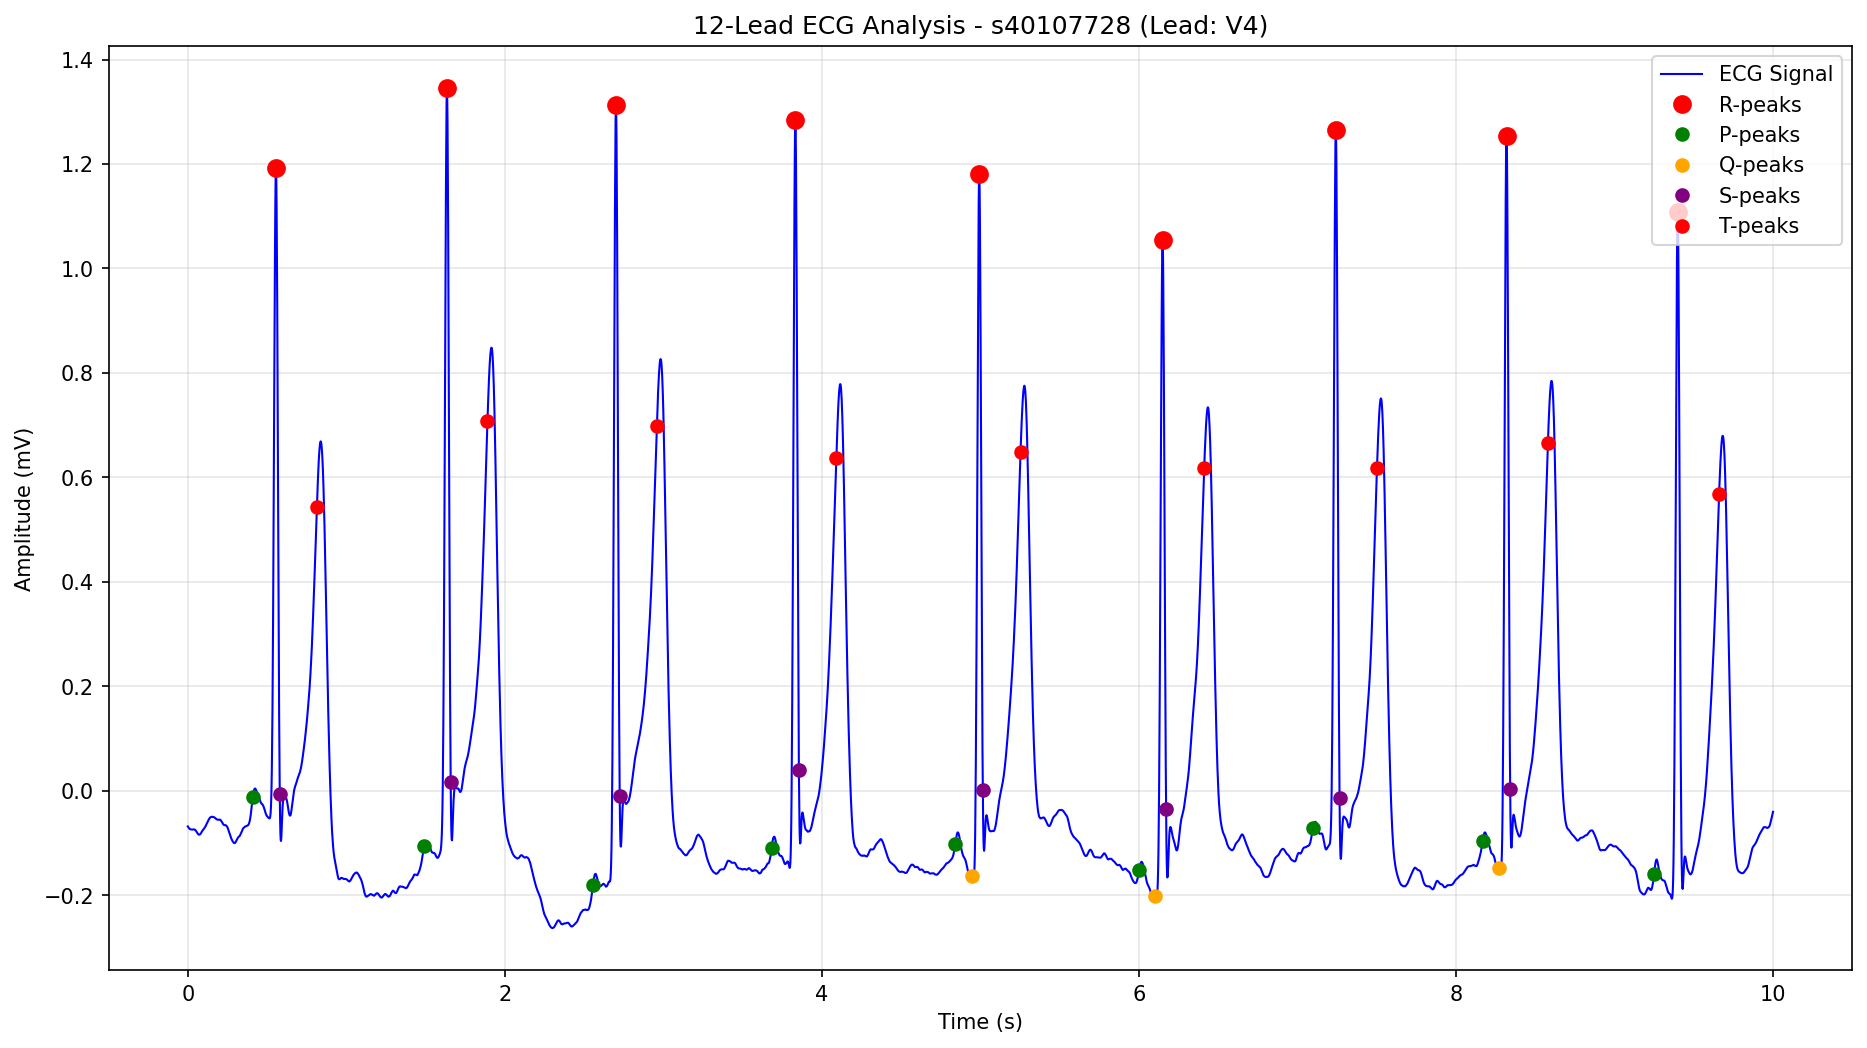 12-Lead ECG Analysis - s40107728 (Lead: V4)
ECG Signal
R-peaks
P-peaks
Q-peaks
S-peaks
T-peaks
1.4
1.2
1.0
0.8
0.6
0.4
0.2
0.0
−0.2
Amplitude (mV)
0 2 4 6 8 10
Time (s)